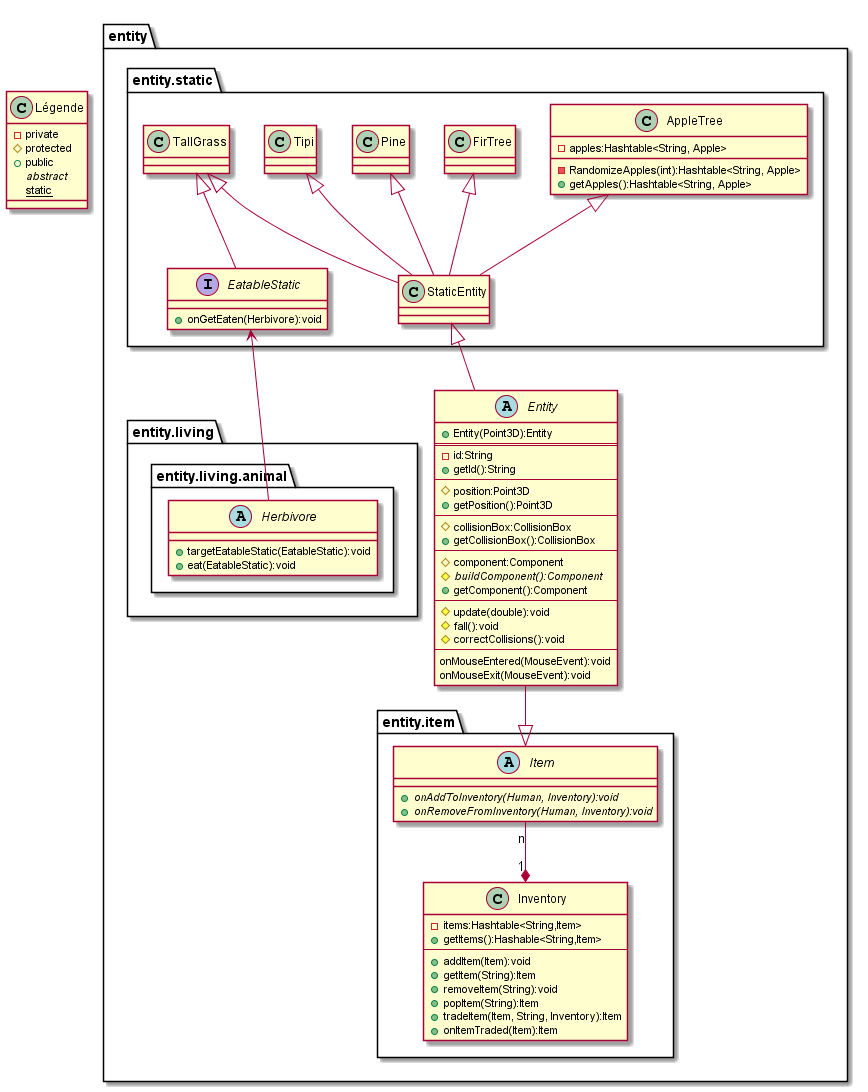 entity
entity.static
C Légende
private
protected
public
abstract
static
C TallGrass
C Tipi
C Pine
C FirTree
C AppleTree
apples:Hashtable<String, Apple>
RandomizeApples(int):Hashtable<String, Apple>
getApples():Hashtable<String, Apple>
I EatableStatic
onGetEaten(Herbivore):void
C StaticEntity
entity.living
entity.living.animal
A Herbivore
targetEatableStatic(EatableStatic):void
eat(EatableStatic):void
A Entity
Entity(Point3D):Entity
id:String
getId():String
position:Point3D
getPosition():Point3D
collisionBox:CollisionBox
getCollisionBox():CollisionBox
component:Component
buildComponent():Component
getComponent():Component
update(double):void
fall():void
correctCollisions():void
onMouseEntered(MouseEvent):void
onMouseExit(MouseEvent):void
entity.item
A Item
onAddToInventory(Human, Inventory):void
onRemoveFromInventory(Human, Inventory):void
n
1
C Inventory
items:Hashtable<String,Item>
getItems():Hashable<String,Item>
addItem(Item):void
getItem(String):Item
removeItem(String):void
popItem(String):Item
tradeItem(Item, String, Inventory):Item
onItemTraded(Item):Item